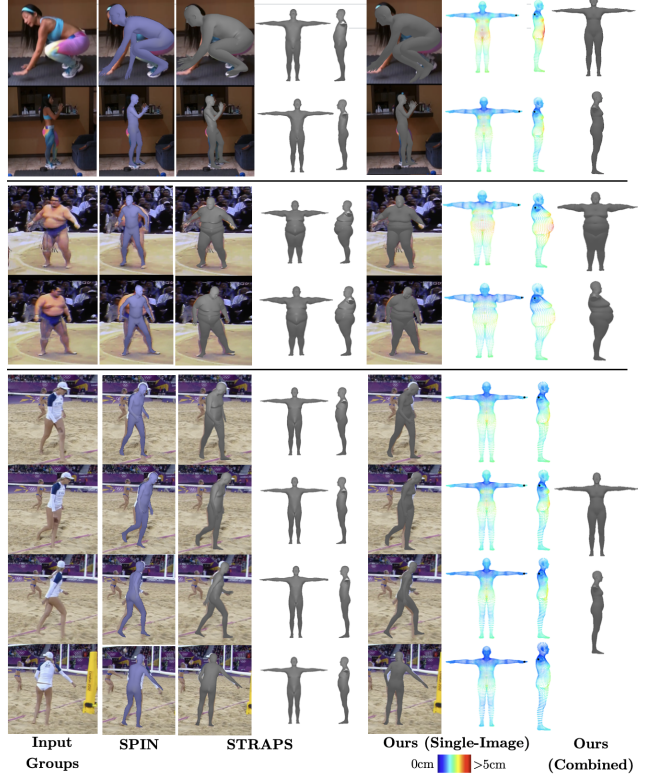 Input
Groups
SPIN
STRAPS
Ours (Single-Image)
0cm >5cm
Ours
(Combined)